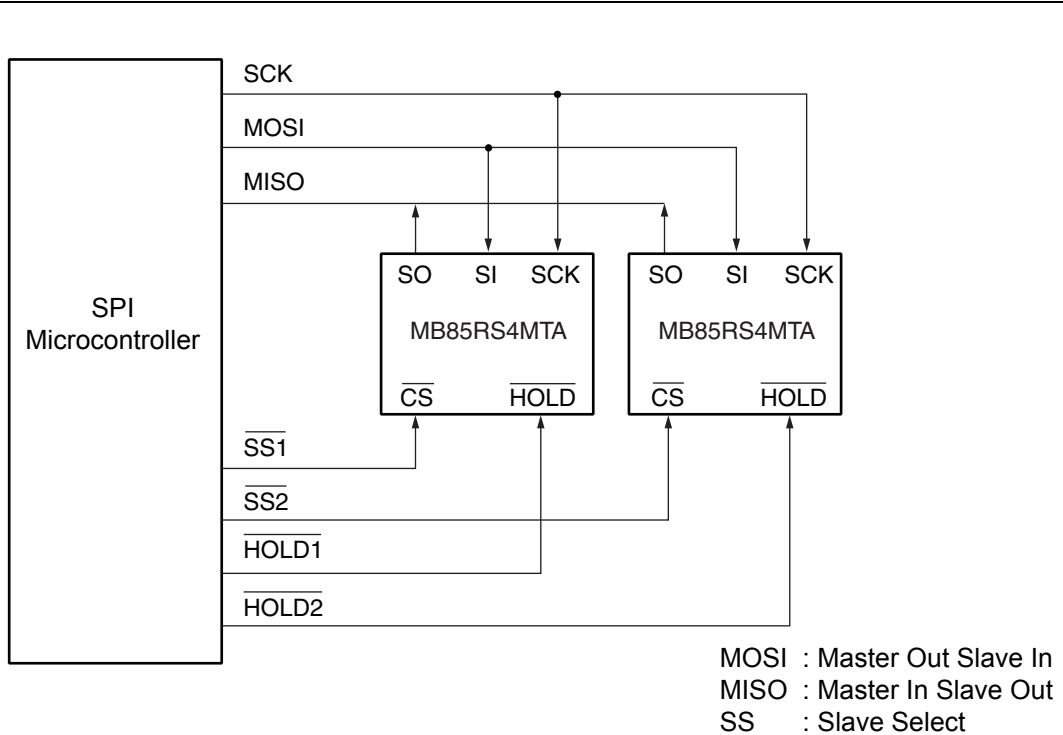 SCK
MOSI
MISO
SO SI SCK
SO SI SCK
SPI
Microcontroller
MB85RS4MTA
MB85RS4MTA
CS HOLD
CS HOLD
SS1
SS2
HOLD1
HOLD2
MOSI : Master Out Slave In
MISO : Master In Slave Out
SS : Slave Select